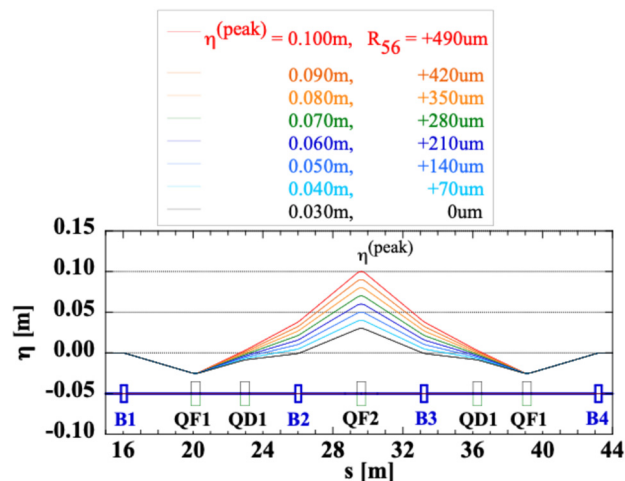 η(peak) = 0.100m, R56 = +490um
0.090m, +420um
0.080m, +350um
0.070m, +280um
0.060m, +210um
0.050m, +140um
0.040m, +70um
0.030m, 0um
0.15
0.10
0.05
0.00
-0.05
-0.10
η [m]
η(peak)
B1 QF1 QD1 B2 QF2 B3 QD1 QF1 B4
16 20 24 28 32 36 40 44
s [m]